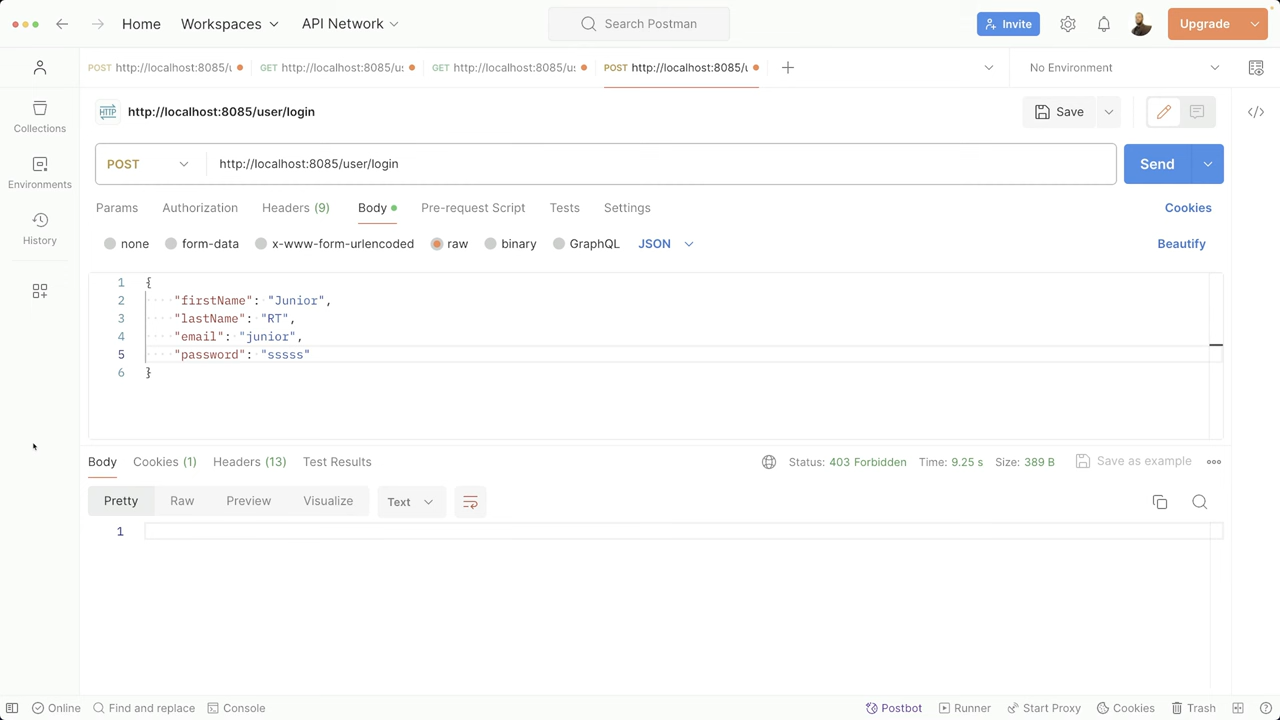 Home Workspaces API Network Search Postman Invite Upgrade
POST http://localhost:8085/u GET http://localhost:8085/us GET http://localhost:8085/us POST http://localhost:8085/u No Environment
HTTP http://localhost:8085/user/login Save
Collections
POST http://localhost:8085/user/login Send
Environments
Params Authorization Headers (9) Body Pre-request Script Tests Settings Cookies
History
none form-data x-www-form-urlencoded raw binary GraphQL JSON Beautify
1 {
2 "firstName": "Junior",
3 "lastName": "RT",
4 "email": "junior",
5 "password": "sssss"
6 }
Body Cookies (1) Headers (13) Test Results Status: 403 Forbidden Time: 9.25 s Size: 389 B Save as example
Pretty Raw Preview Visualize Text
1
Online Find and replace Console Postbot Runner Start Proxy Cookies Trash